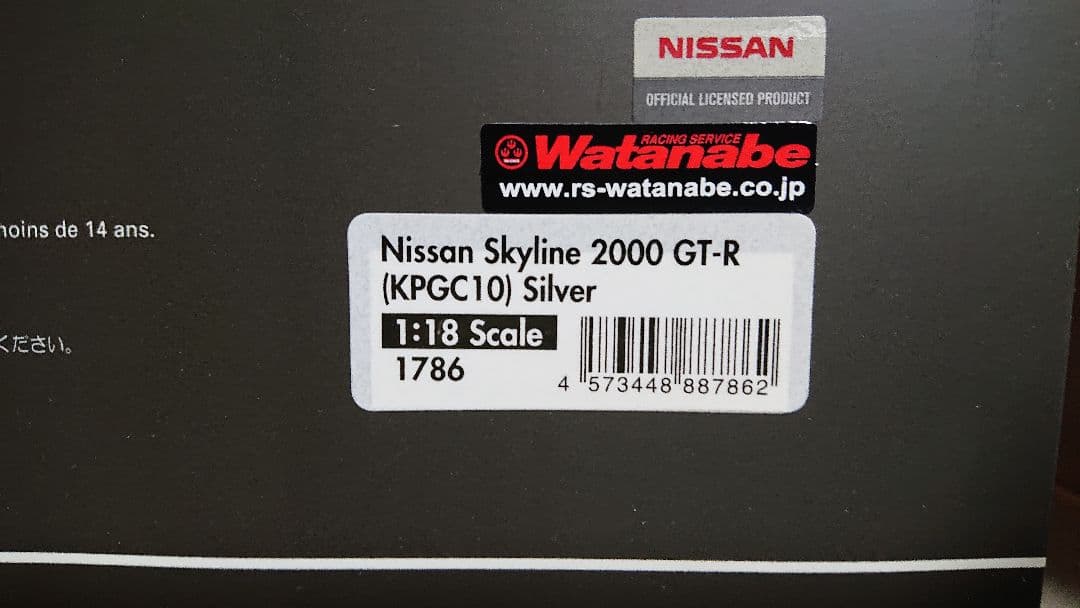 NISSAN
OFFICIAL LICENSED PRODUCT
RACING SERVICE
Watanabe
www.rs-watanabe.co.jp
de 14 ans.
Nissan Skyline 2000 GT-R
(KPGC10) Silver
ください。
1:18 Scale
1786
4 573448 887862